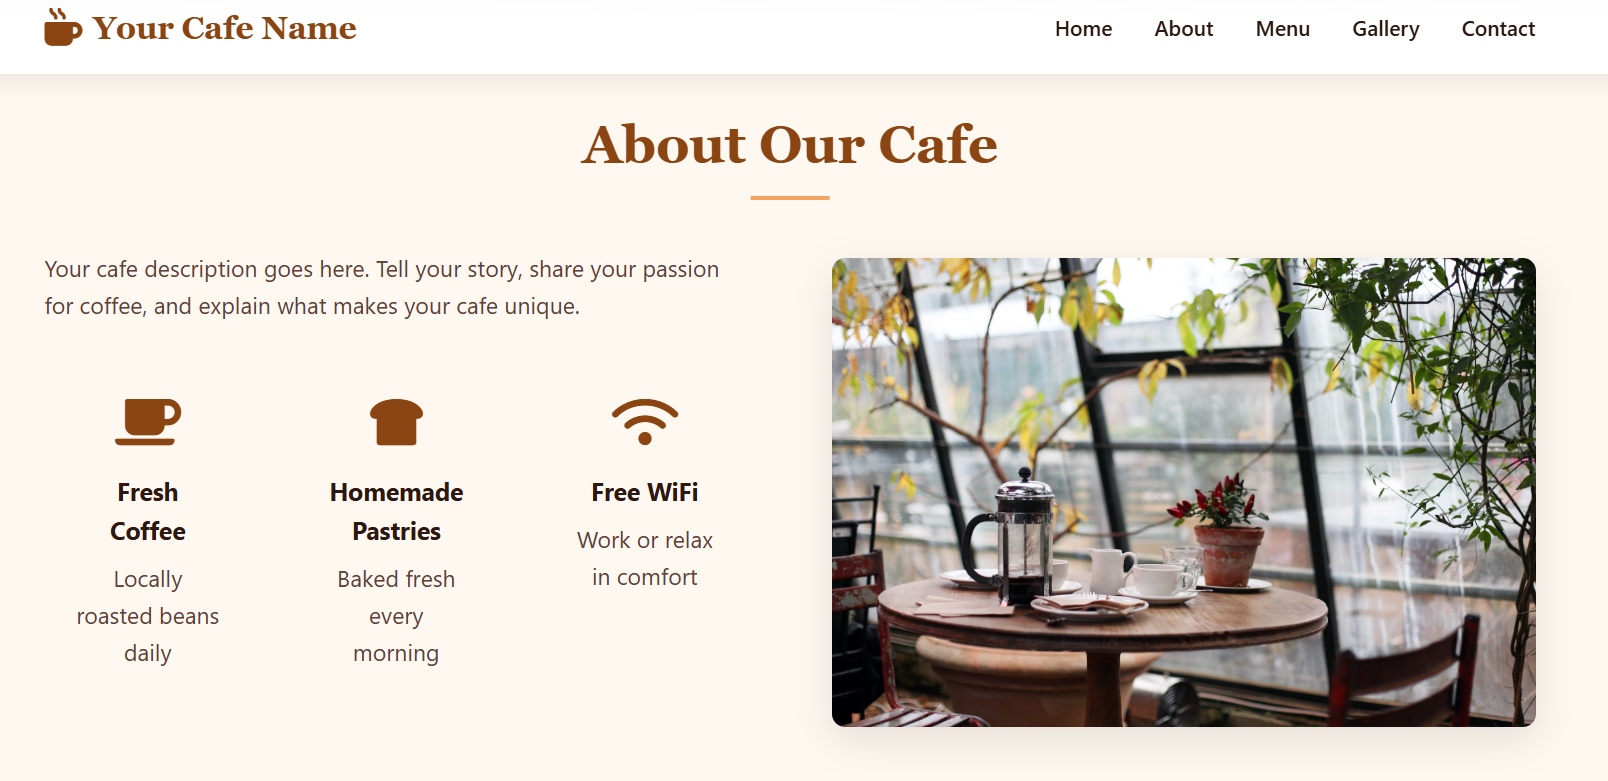 Your Cafe Name
Home
About
Menu
Gallery
Contact
About Our Cafe
Your cafe description goes here. Tell your story, share your passion
for coffee, and explain what makes your cafe unique.
Fresh
Coffee
Locally
roasted beans
daily
Homemade
Pastries
Baked fresh
every
morning
Free WiFi
Work or relax
in comfort